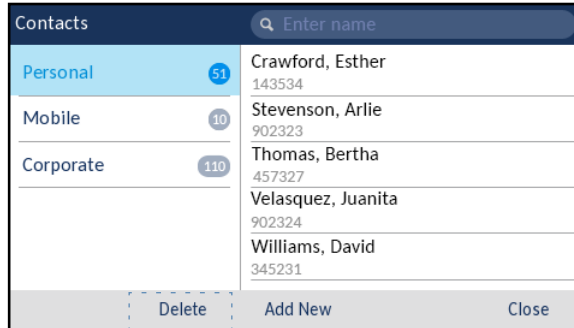 Contacts
Enter name
Personal 51
Mobile 10
Corporate 110
Crawford, Esther
143534
Stevenson, Arlie
902323
Thomas, Bertha
457327
Velasquez, Juanita
902324
Williams, David
345231
Delete Add New Close